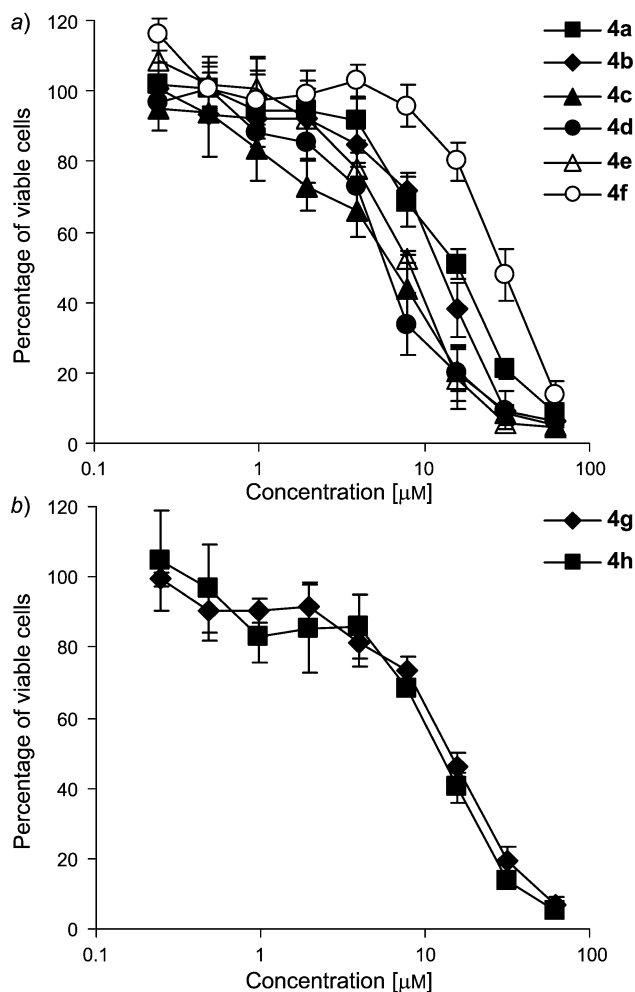 a)
120
100
80
60
40
20
0
Percentage of viable cells
0.1
1
10
100
Concentration [μM]
4a
4b
4c
4d
4e
4f
b)
120
100
80
60
40
20
0
Percentage of viable cells
0.1
1
10
100
Concentration [μM]
4g
4h